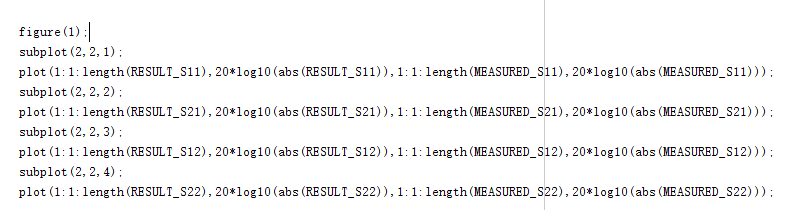 figure(1);
subplot(2,2,1);
plot(1:1:length(RESULT_S11),20*log10(abs(RESULT_S11)),1:1:length(MEASURED_S11),20*log10(abs(MEASURED_S11)));
subplot(2,2,2);
plot(1:1:length(RESULT_S21),20*log10(abs(RESULT_S21)),1:1:length(MEASURED_S21),20*log10(abs(MEASURED_S21)));
subplot(2,2,3);
plot(1:1:length(RESULT_S12),20*log10(abs(RESULT_S12)),1:1:length(MEASURED_S12),20*log10(abs(MEASURED_S12)));
subplot(2,2,4);
plot(1:1:length(RESULT_S22),20*log10(abs(RESULT_S22)),1:1:length(MEASURED_S22),20*log10(abs(MEASURED_S22)));